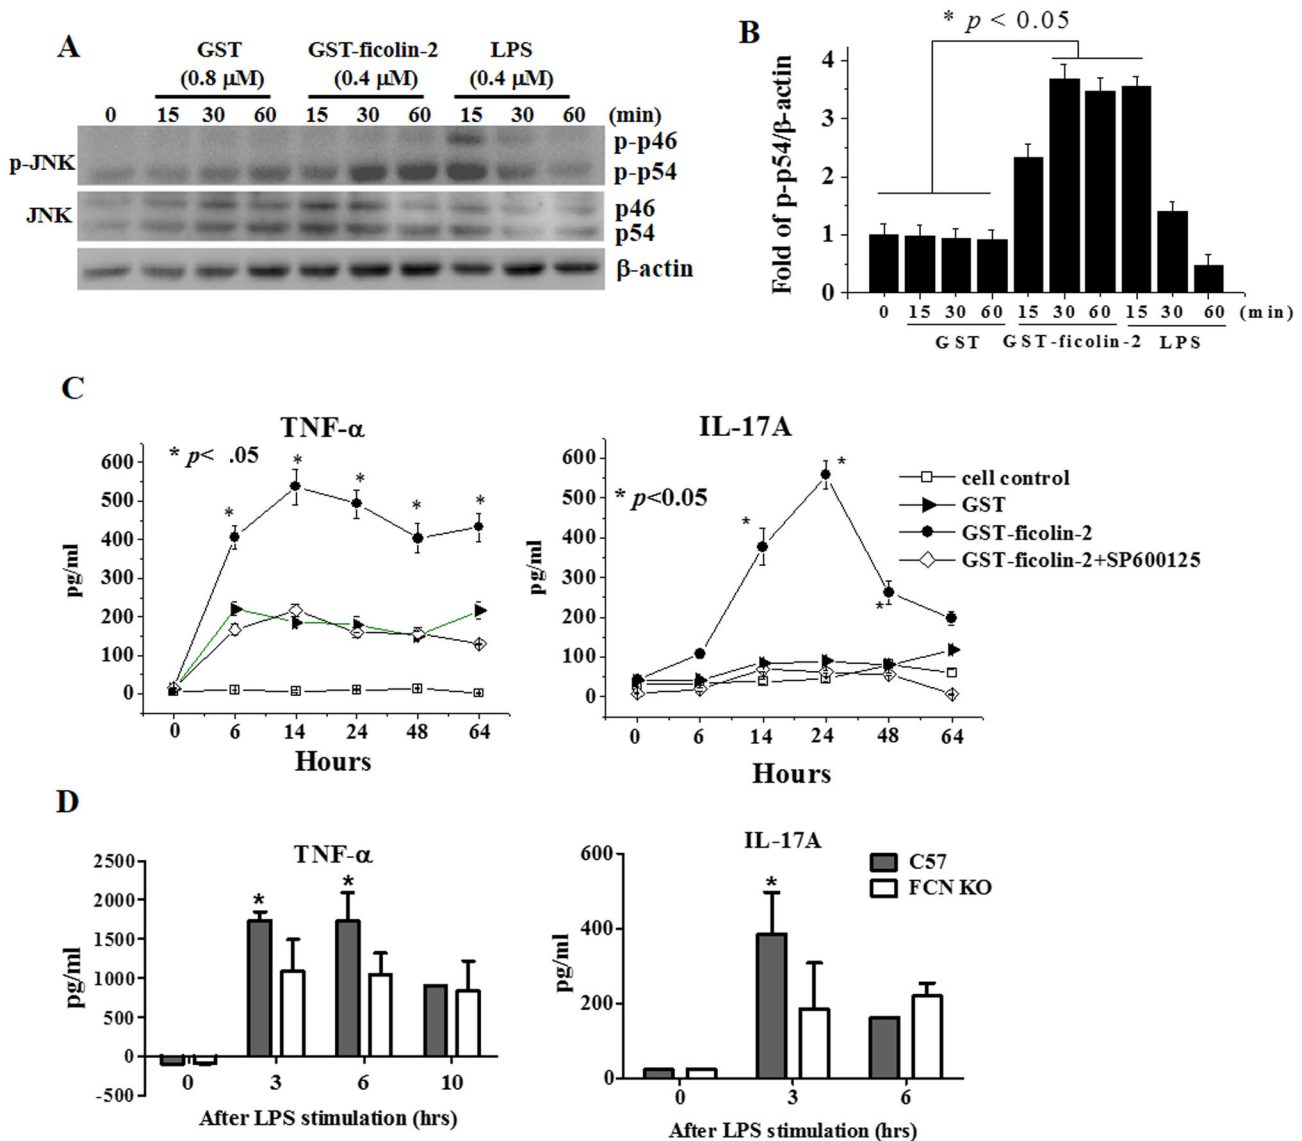 A
GST GST-ficolin-2 LPS
(0.8 μM) (0.4 μM) (0.4 μM)
0 15 30 60 15 30 60 15 30 60 (min)
p-JNK
p-p46
p-p54
JNK
p46
p54
β-actin
B
* p < 0.05
Fold of p-p54/β-actin
4
3
2
1
0
0 15 30 60 15 30 60 15 30 60 (min)
GST GST-ficolin-2 LPS
C
TNF-α
* p< .05
pg/ml
600
500
400
300
200
100
0
* * * * *
0 6 14 24 48 64
Hours
IL-17A
* p<0.05
pg/ml
600
500
400
300
200
100
0
* * *
0 6 14 24 48 64
Hours
cell control
GST
GST-ficolin-2
GST-ficolin-2+SP600125
D
TNF-α
pg/ml
2500
2000
1500
1000
500
0
-500
* *
0 3 6 10
After LPS stimulation (hrs)
IL-17A
pg/ml
600
400
200
0
*
0 3 6
After LPS stimulation (hrs)
C57
FCN KO